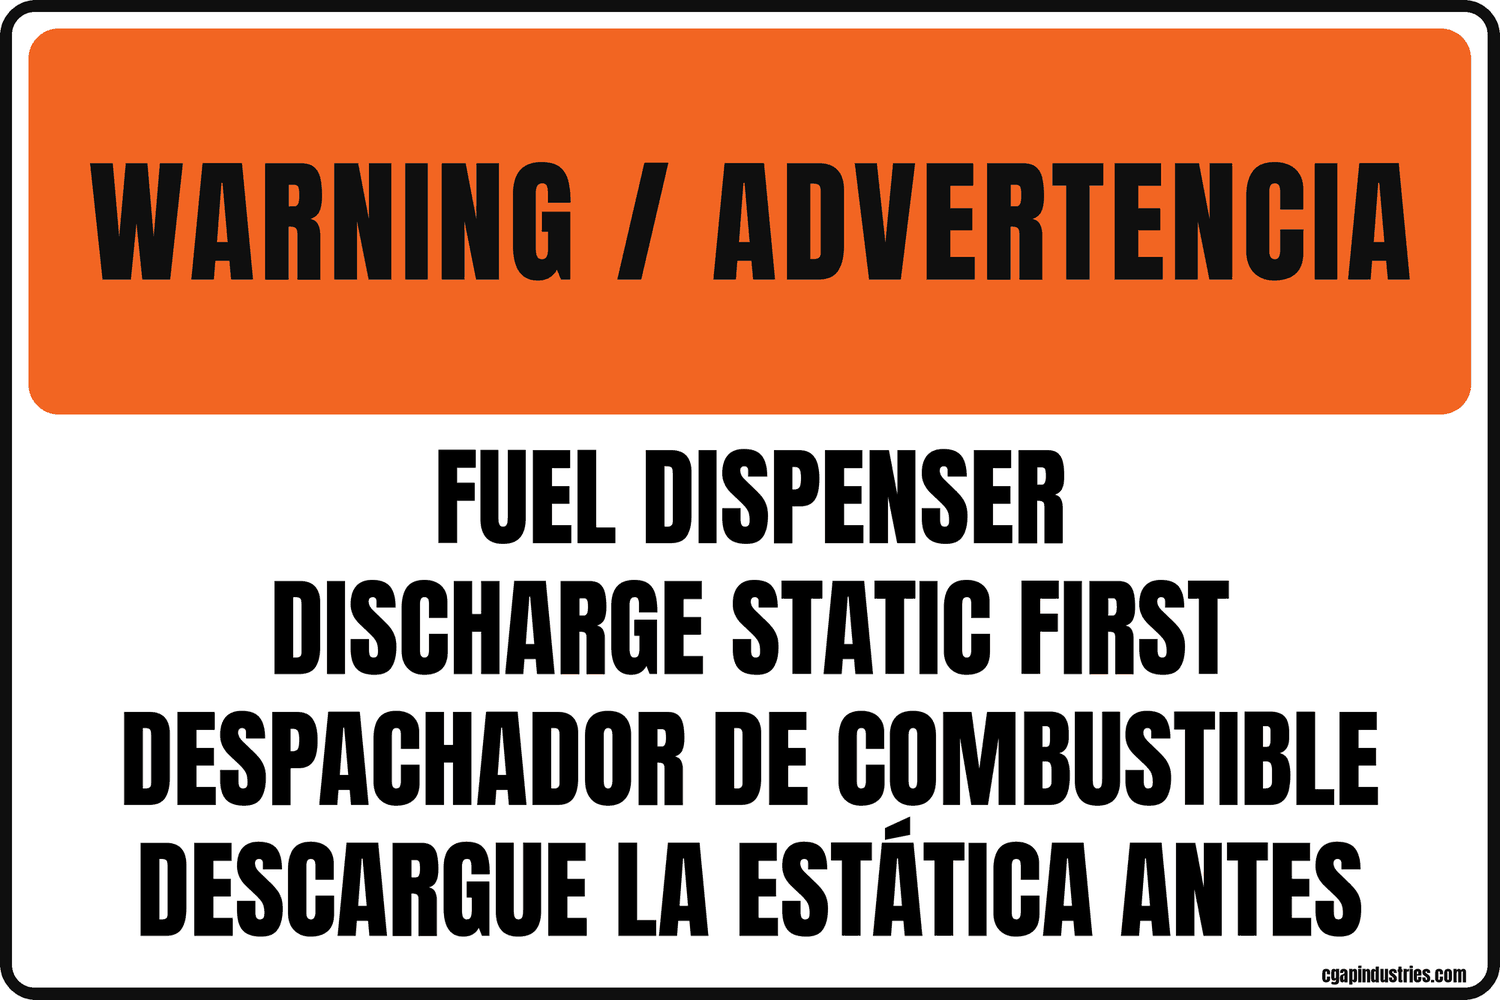 WARNING / ADVERTENCIA
FUEL DISPENSER
DISCHARGE STATIC FIRST
DESPACHADOR DE COMBUSTIBLE
DESCARGUE LA ESTÁTICA ANTES
cgapindustries.com